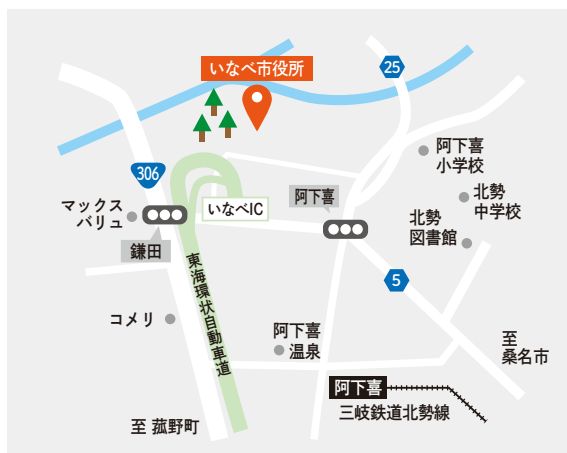 いなべ市役所
25
阿下喜
小学校
306
マックス
バリュ
いなべIC
阿下喜
北勢
中学校
北勢
図書館
鎌田
東海環状自動車道
5
コメリ
阿下喜
温泉
至
桑名市
阿下喜
三岐鉄道北勢線
至 菰野町